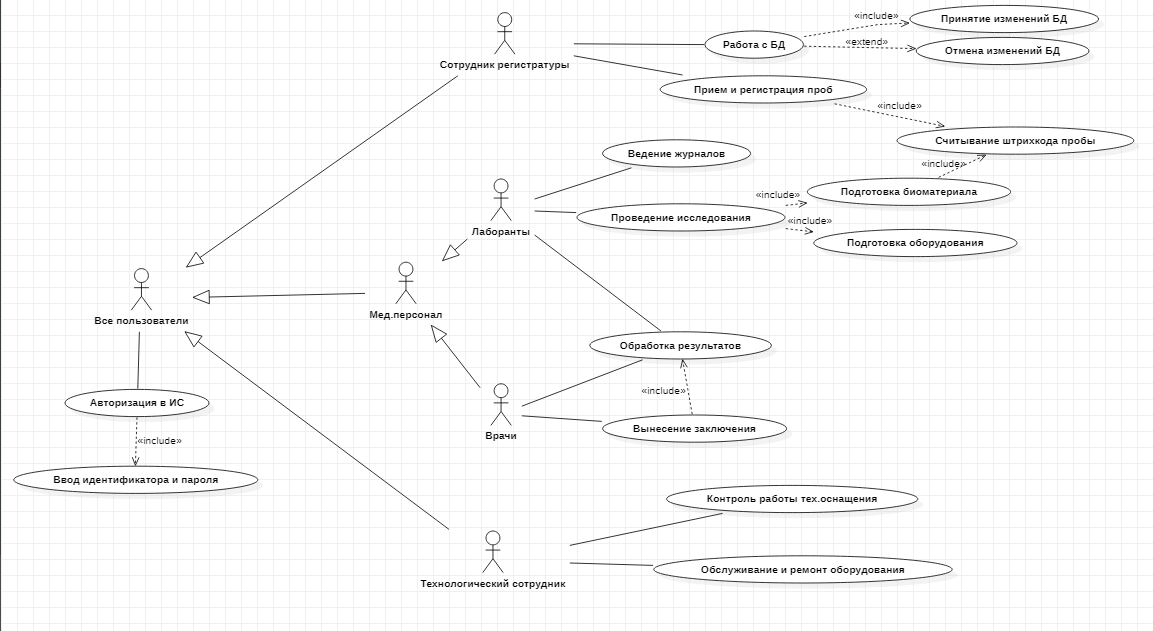 «include»
Принятие изменений БД
Работа с БД
«extend»
Отмена изменений БД
Сотрудник регистратуры
Прием и регистрация проб
«include»
Считывание штрихкода пробы
Ведение журналов
«include»
«include»
Подготовка биоматериала
Лаборанты
Проведение исследования
«include»
Подготовка оборудования
Все пользователи
Мед.персонал
Обработка результатов
«include»
Авторизация в ИС
Врачи
Вынесение заключения
«include»
Ввод идентификатора и пароля
Контроль работы тех.оснащения
Технологический сотрудник
Обслуживание и ремонт оборудования